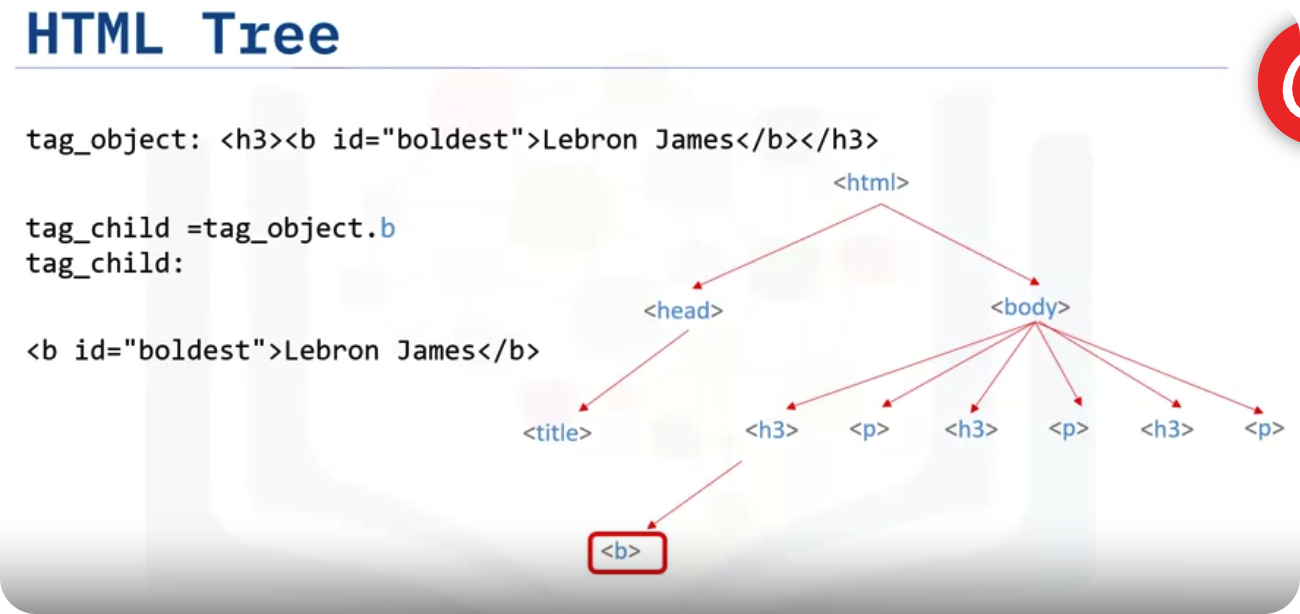 HTML Tree
tag_object: <h3><b id="boldest">Lebron James</b></h3>
<html>
tag_child =tag_object.b
tag_child:
<head>
<body>
<b id="boldest">Lebron James</b>
<title>
<h3> <p> <h3> <p> <h3> <p>
<b>